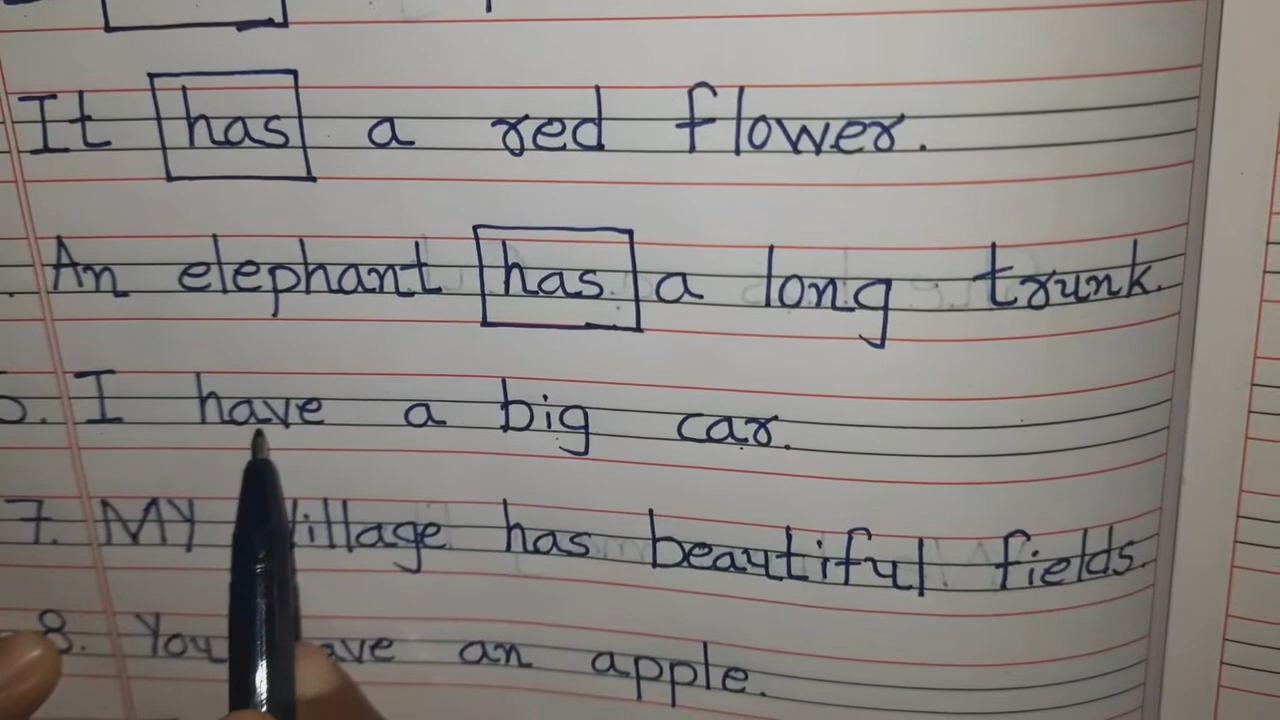 It has a red flower.
An elephant has a long trunk.
I have a big car.
7. MY village has beautiful fields.
8. You have an apple.